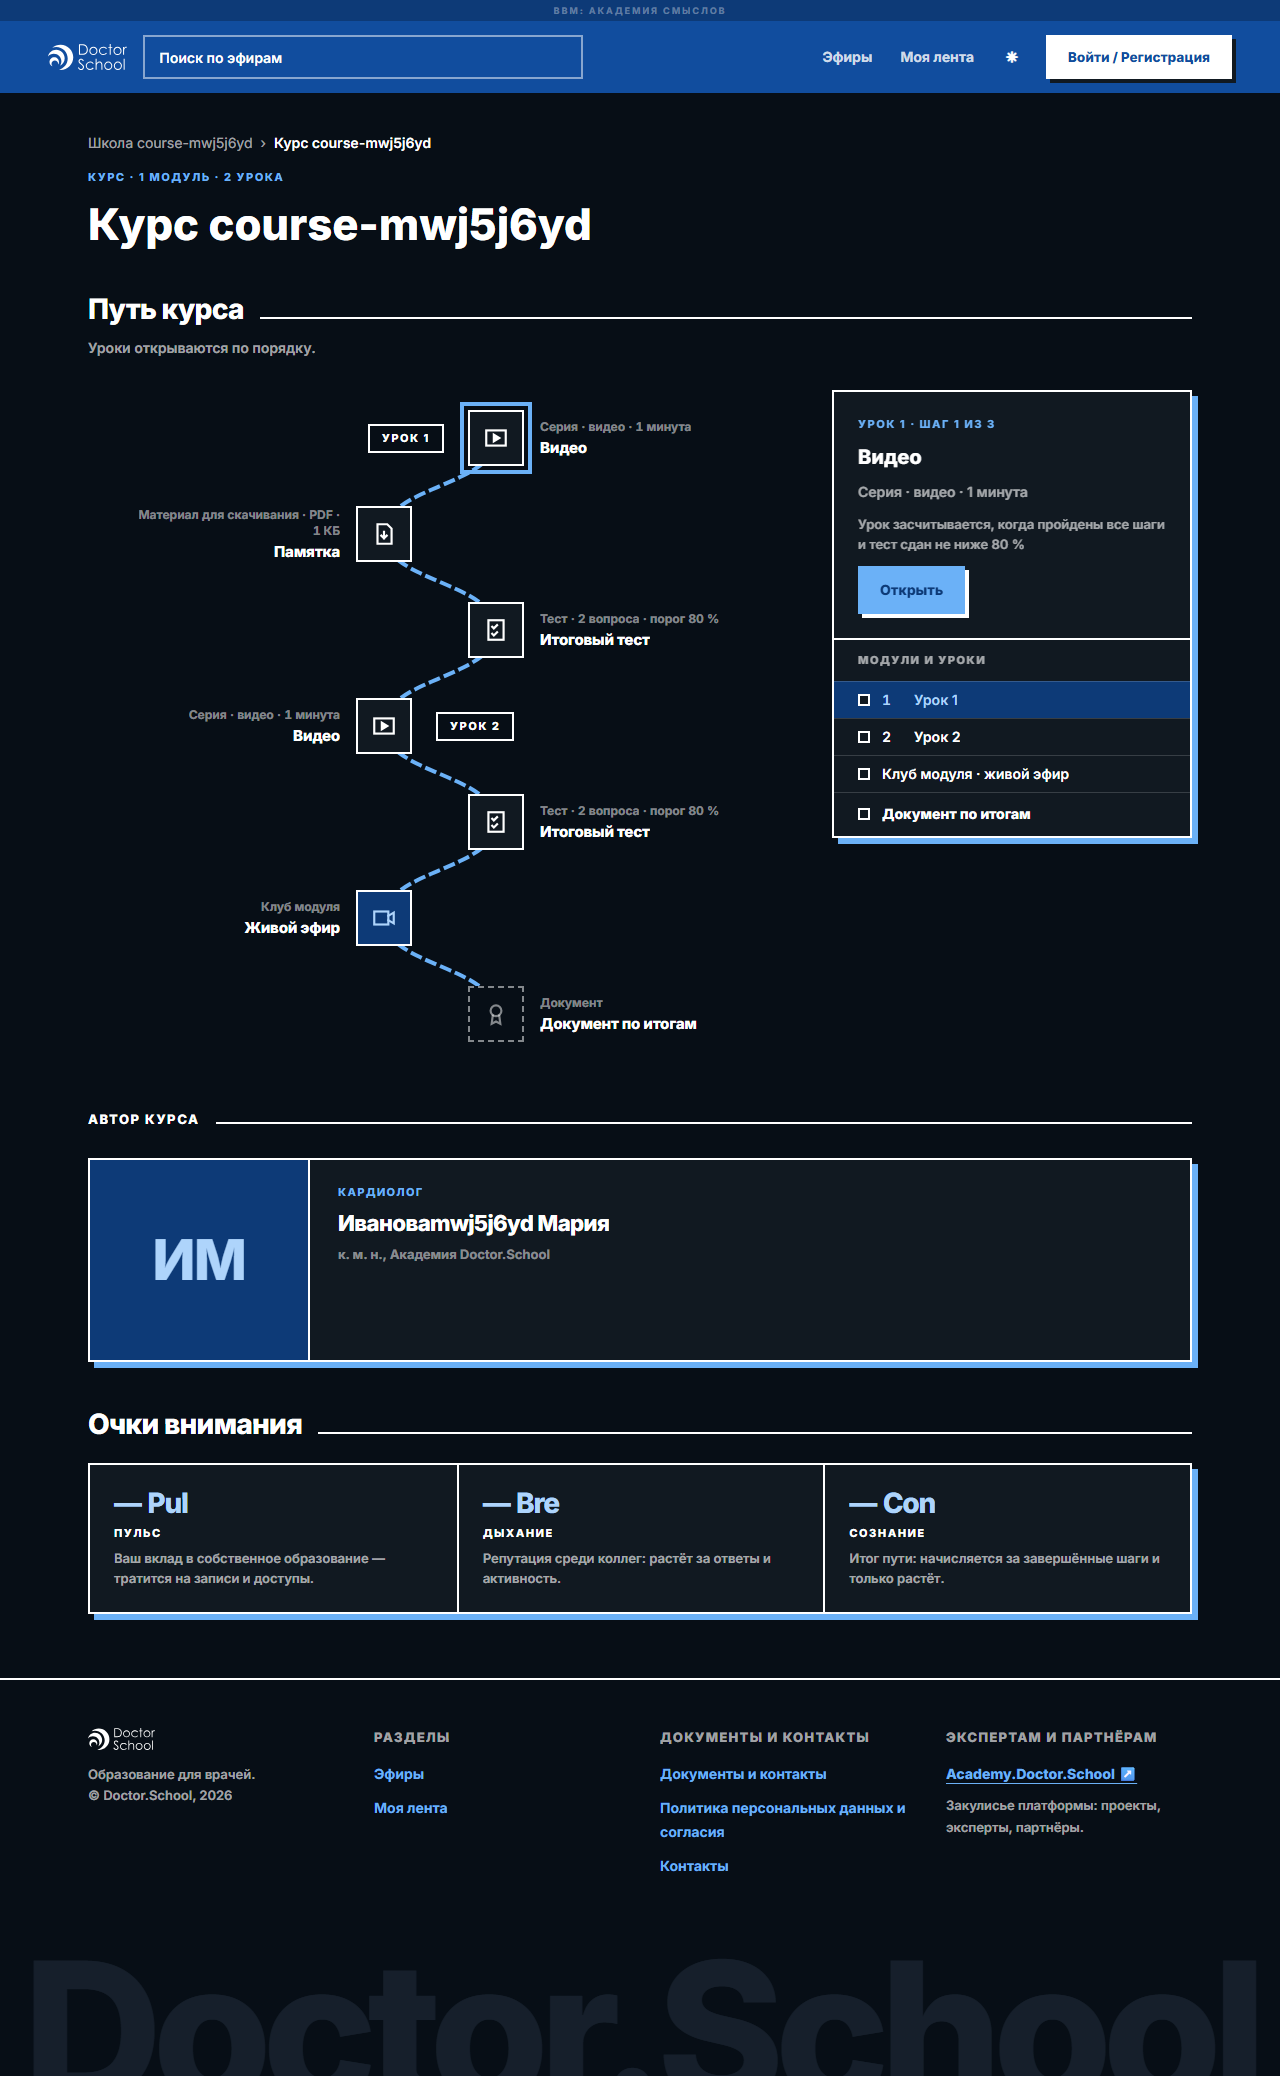 ВВМ: АКАДЕМИЯ СМЫСЛОВ
Doctor
School
Поиск по эфирам
Эфиры
Моя лента
Войти / Регистрация
Школа course-mwj5j6yd › Курс course-mwj5j6yd
КУРС · 1 МОДУЛЬ · 2 УРОКА
Курс course-mwj5j6yd
Путь курса
Уроки открываются по порядку.
УРОК 1
Серия · видео · 1 минута
Видео
Материал для скачивания · PDF ·
1 КБ
Памятка
Тест · 2 вопроса · порог 80 %
Итоговый тест
Серия · видео · 1 минута
Видео
УРОК 2
Тест · 2 вопроса · порог 80 %
Итоговый тест
Клуб модуля
Живой эфир
Документ
Документ по итогам
УРОК 1 · ШАГ 1 ИЗ 3
Видео
Серия · видео · 1 минута
Урок засчитывается, когда пройдены все шаги
и тест сдан не ниже 80 %
Открыть
МОДУЛИ И УРОКИ
1 Урок 1
2 Урок 2
Клуб модуля · живой эфир
Документ по итогам
АВТОР КУРСА
ИМ
КАРДИОЛОГ
Ивановаmwj5j6yd Мария
к. м. н., Академия Doctor.School
Очки внимания
— Pul
ПУЛЬС
Ваш вклад в собственное образование —
тратится на записи и доступы.
— Bre
ДЫХАНИЕ
Репутация среди коллег: растёт за ответы и
активность.
— Con
СОЗНАНИЕ
Итог пути: начисляется за завершённые шаги и
только растёт.
Doctor
School
Образование для врачей.
© Doctor.School, 2026
РАЗДЕЛЫ
Эфиры
Моя лента
ДОКУМЕНТЫ И КОНТАКТЫ
Документы и контакты
Политика персональных данных и
согласия
Контакты
ЭКСПЕРТАМ И ПАРТНЁРАМ
Academy.Doctor.School ↗
Закулисье платформы: проекты,
эксперты, партнёры.
Doctor.School